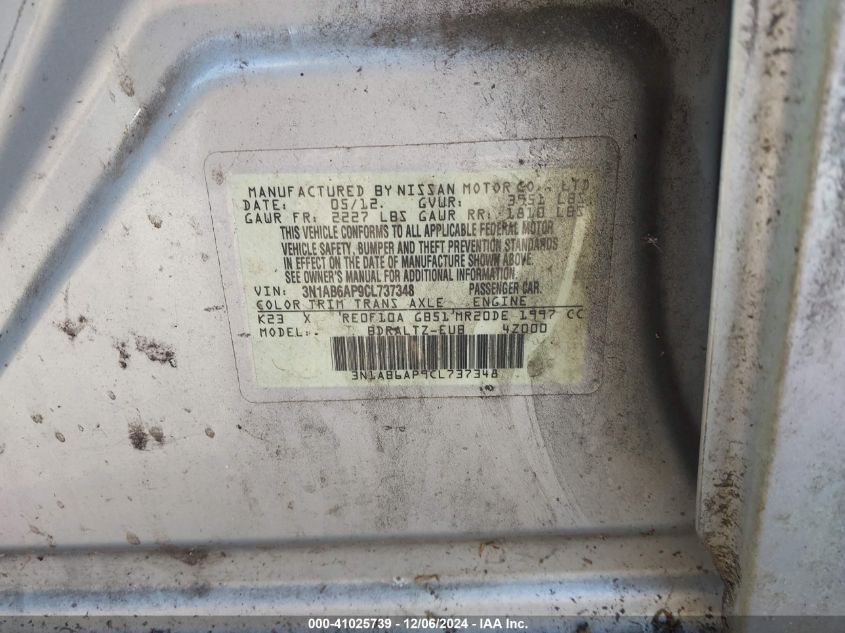 MANUFACTURED BY NISSAN MOTOR CO., LTD
DATE: 05/12. GVWR: 3951 LBS
GAWR FR: 2227 LBS GAWR RR: 1810 LBS
THIS VEHICLE CONFORMS TO ALL APPLICABLE FEDERAL MOTOR
VEHICLE SAFETY, BUMPER AND THEFT PREVENTION STANDARDS
IN EFFECT ON THE DATE OF MANUFACTURE SHOWN ABOVE.
SEE OWNER'S MANUAL FOR ADDITIONAL INFORMATION.
VIN: 3N1AB6AP9CL737348 PASSENGER CAR.
COLOR TRIM TRANS AXLE ENGINE
K23 X RE0F10A GB51 MR20DE 1997 CC
MODEL: BDRALTZ-EUB 4Z000
3N1AB6AP9CL737348
000-41025739 - 12/06/2024 - IAA Inc.